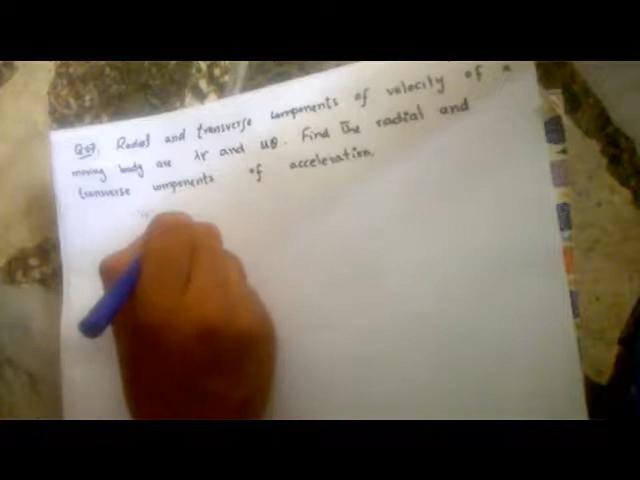 Q07. Radial and transverse components of velocity of a
moving body are λr and μθ. Find the radial and
transverse components of acceleration.